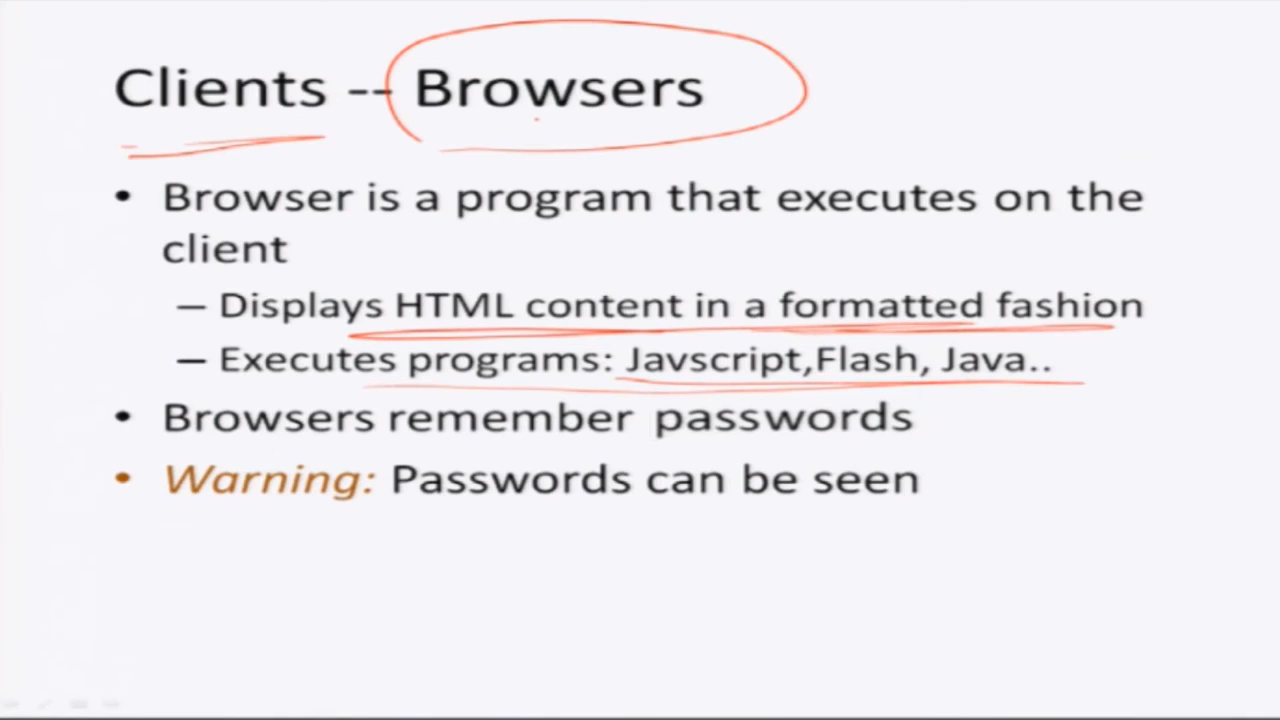 Clients -- Browsers
• Browser is a program that executes on the
client
– Displays HTML content in a formatted fashion
– Executes programs: Javscript,Flash, Java..
• Browsers remember passwords
• Warning: Passwords can be seen